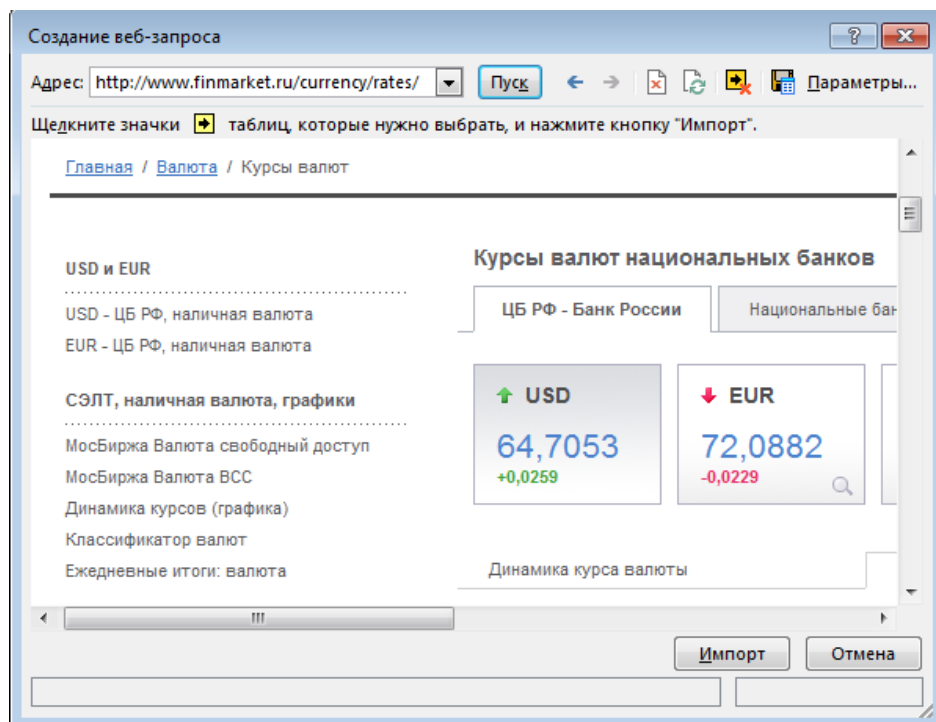 Создание веб-запроса
Адрес: http://www.finmarket.ru/currency/rates/ Пуск Параметры...
Щелкните значки таблиц, которые нужно выбрать, и нажмите кнопку "Импорт".
Главная / Валюта / Курсы валют
USD и EUR
USD - ЦБ РФ, наличная валюта
EUR - ЦБ РФ, наличная валюта
СЭЛТ, наличная валюта, графики
МосБиржа Валюта свободный доступ
МосБиржа Валюта ВСС
Динамика курсов (графика)
Классификатор валют
Ежедневные итоги: валюта
Курсы валют национальных банков
ЦБ РФ - Банк России Национальные бан
USD
64,7053
+0,0259
EUR
72,0882
-0,0229
Динамика курса валюты
Импорт Отмена